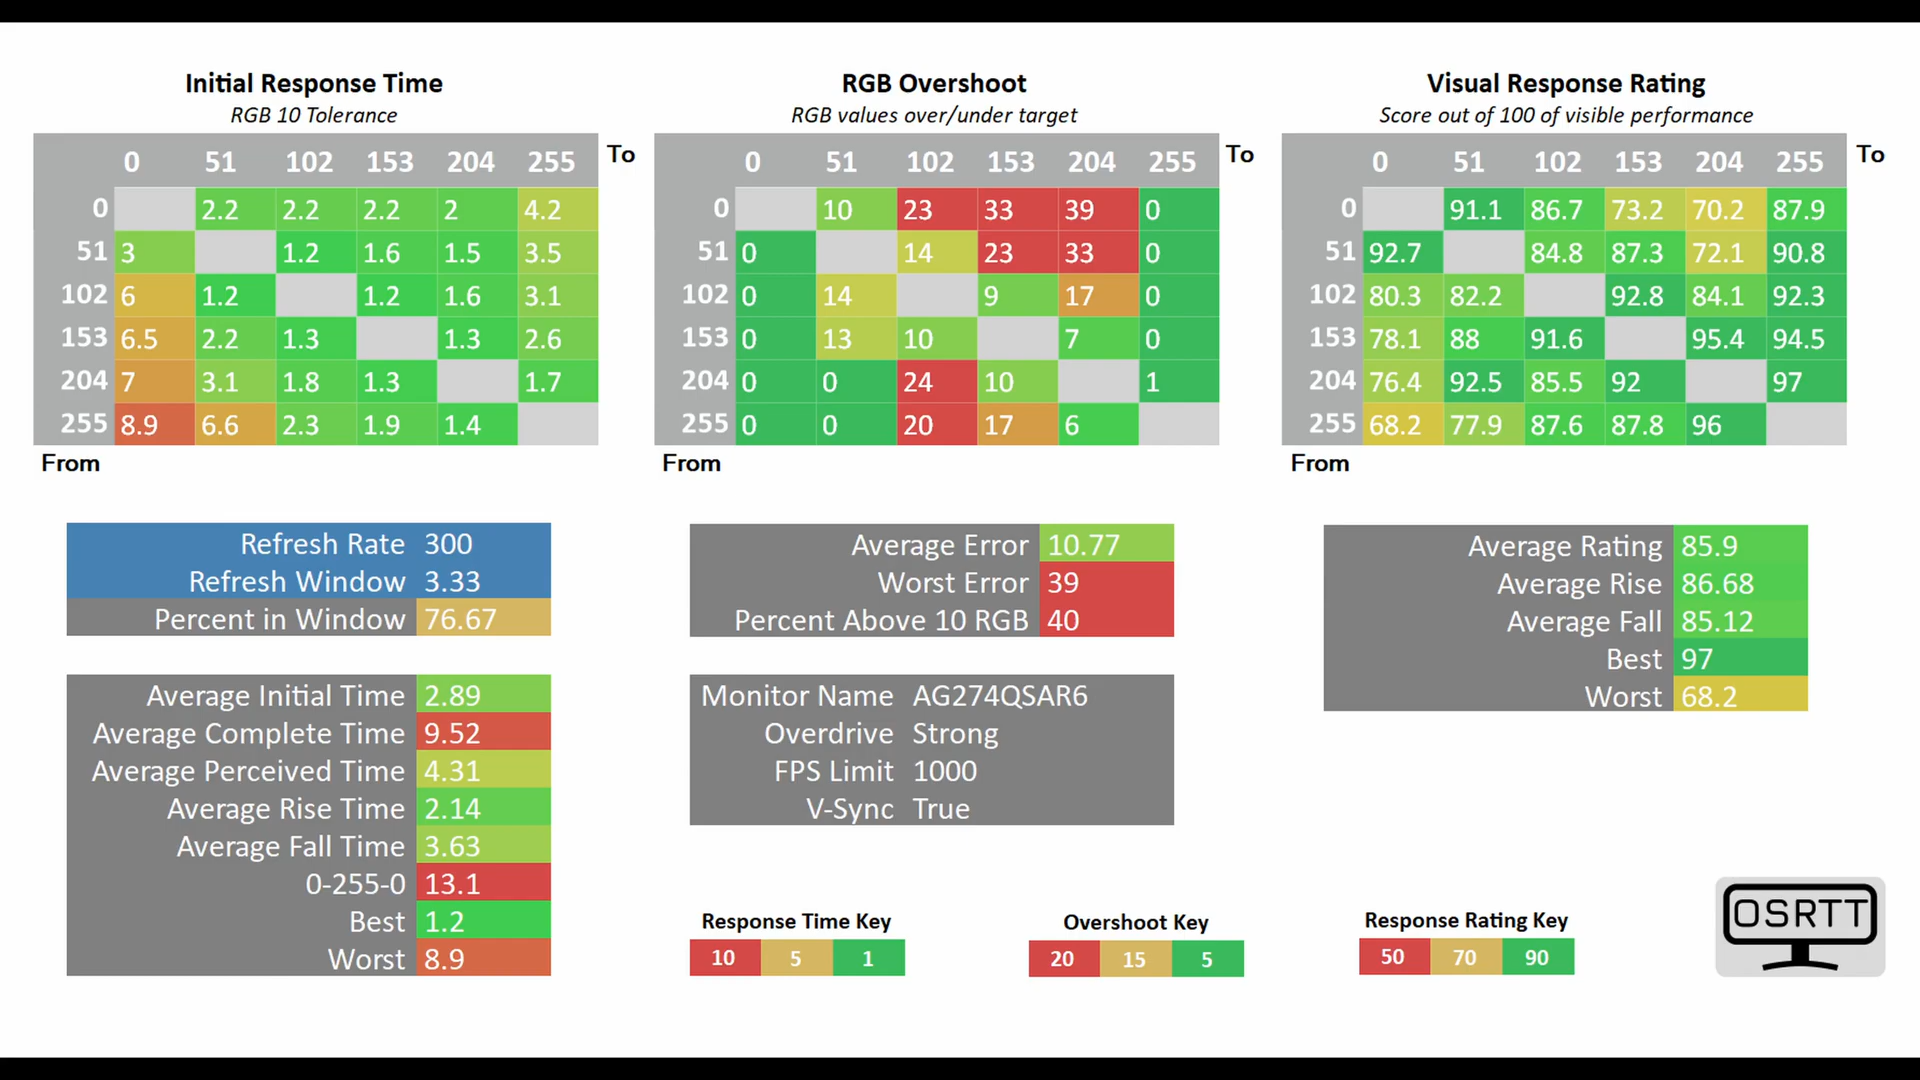 Initial Response Time
RGB 10 Tolerance
0 51 102 153 204 255 To
0 2.2 2.2 2.2 2 4.2
51 3 1.2 1.6 1.5 3.5
102 6 1.2 1.2 1.6 3.1
153 6.5 2.2 1.3 1.3 2.6
204 7 3.1 1.8 1.3 1.7
255 8.9 6.6 2.3 1.9 1.4
From
RGB Overshoot
RGB values over/under target
0 51 102 153 204 255 To
0 10 23 33 39 0
51 0 14 23 33 0
102 0 14 9 17 0
153 0 13 10 7 0
204 0 0 24 10 1
255 0 0 20 17 6
From
Visual Response Rating
Score out of 100 of visible performance
0 51 102 153 204 255 To
0 91.1 86.7 73.2 70.2 87.9
51 92.7 84.8 87.3 72.1 90.8
102 80.3 82.2 92.8 84.1 92.3
153 78.1 88 91.6 95.4 94.5
204 76.4 92.5 85.5 92 97
255 68.2 77.9 87.6 87.8 96
From
Refresh Rate 300
Refresh Window 3.33
Percent in Window 76.67
Average Initial Time 2.89
Average Complete Time 9.52
Average Perceived Time 4.31
Average Rise Time 2.14
Average Fall Time 3.63
0-255-0 13.1
Best 1.2
Worst 8.9
Average Error 10.77
Worst Error 39
Percent Above 10 RGB 40
Monitor Name AG274QSAR6
Overdrive Strong
FPS Limit 1000
V-Sync True
Average Rating 85.9
Average Rise 86.68
Average Fall 85.12
Best 97
Worst 68.2
Response Time Key
10 5 1
Overshoot Key
20 15 5
Response Rating Key
50 70 90
OSRTT